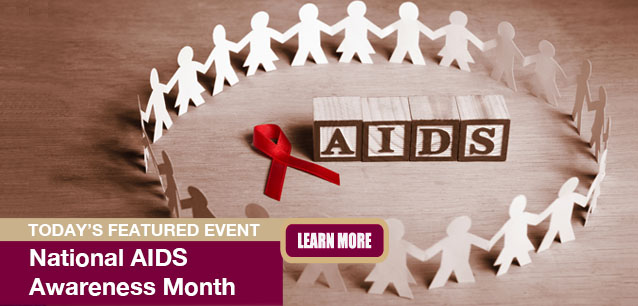 AIDS
TODAY'S FEATURED EVENT
LEARN MORE
National AIDS
Awareness Month